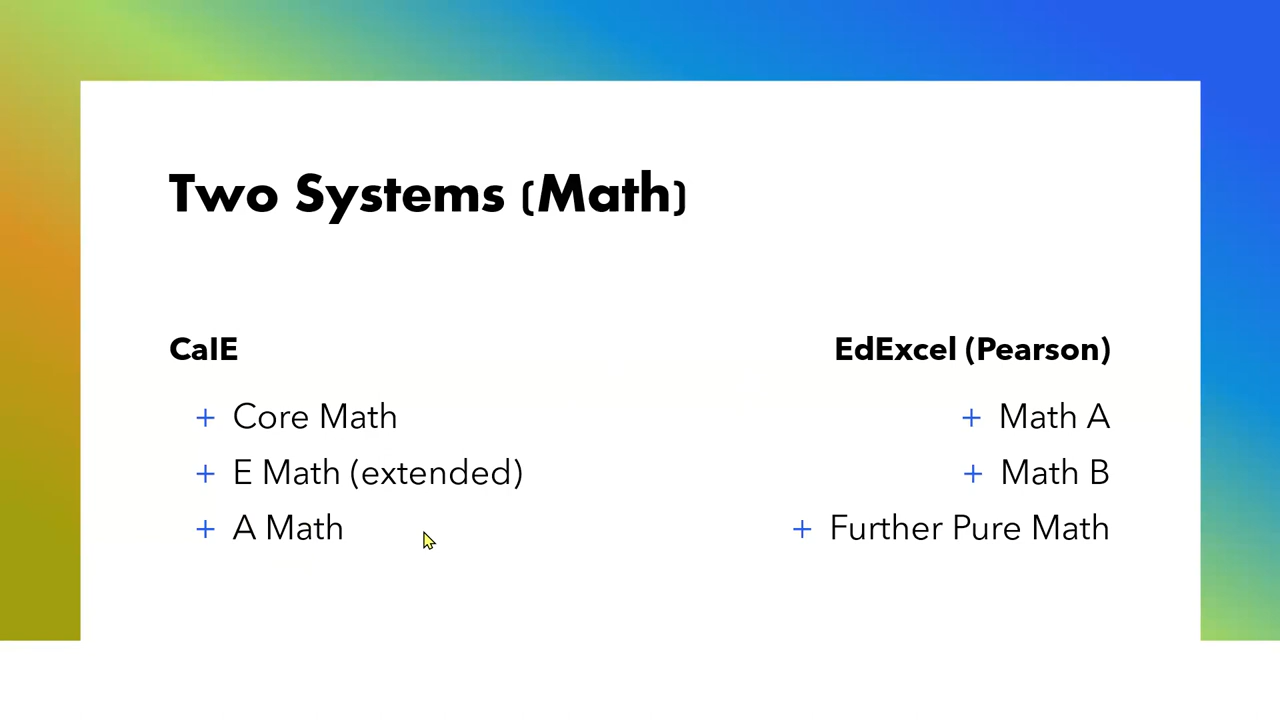 Two Systems (Math)
CaIE
+ Core Math
+ E Math (extended)
+ A Math
EdExcel (Pearson)
+ Math A
+ Math B
+ Further Pure Math